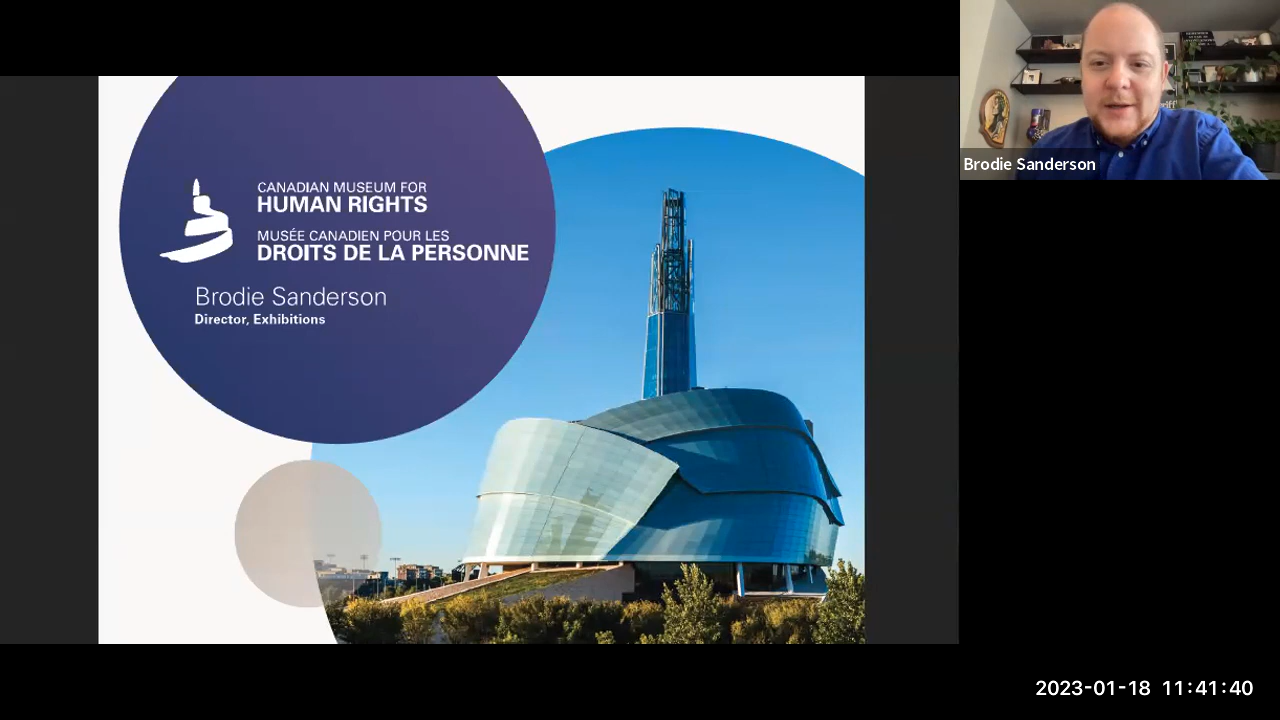 CANADIAN MUSEUM FOR
HUMAN RIGHTS
MUSÉE CANADIEN POUR LES
DROITS DE LA PERSONNE
Brodie Sanderson
Director, Exhibitions
Brodie Sanderson
2023-01-18 11:41:40